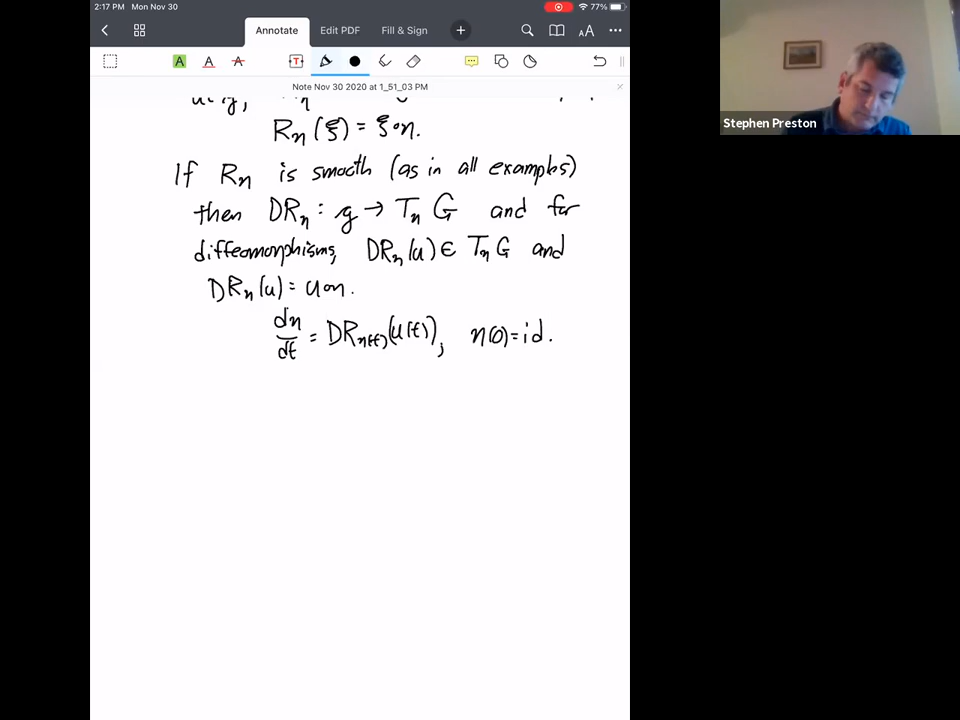 2:17 PM Mon Nov 30
77%
Annotate
Edit PDF
Fill & Sign
Note Nov 30 2020 at 1_51_03 PM
Stephen Preston
Rη(ξ) = ξ∘η.
If Rη is smooth (as in all examples)
then DRη : g → TηG and for
diffeomorphisms, DRη(u) ∈ TηG and
DRη(u) = u∘η.
dη/dt = DRη(t)(u(t)), η(0) = id.